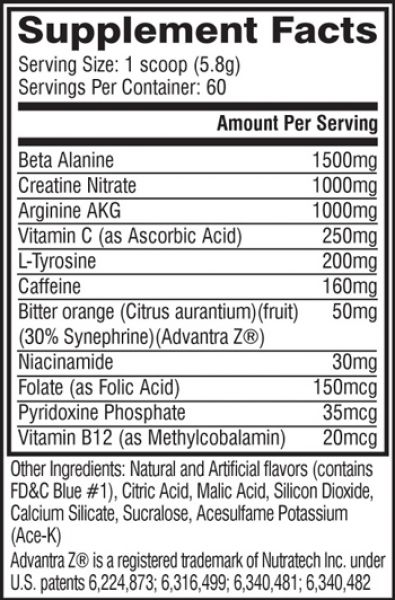 Supplement Facts
Serving Size: 1 scoop (5.8g)
Servings Per Container: 60
Amount Per Serving
Beta Alanine 1500mg
Creatine Nitrate 1000mg
Arginine AKG 1000mg
Vitamin C (as Ascorbic Acid) 250mg
L-Tyrosine 200mg
Caffeine 160mg
Bitter orange (Citrus aurantium)(fruit) 50mg
(30% Synephrine)(Advantra Z®)
Niacinamide 30mg
Folate (as Folic Acid) 150mcg
Pyridoxine Phosphate 35mcg
Vitamin B12 (as Methylcobalamin) 20mcg
Other Ingredients: Natural and Artificial flavors (contains
FD&C Blue #1), Citric Acid, Malic Acid, Silicon Dioxide,
Calcium Silicate, Sucralose, Acesulfame Potassium
(Ace-K)
Advantra Z® is a registered trademark of Nutratech Inc. under
U.S. patents 6,224,873; 6,316,499; 6,340,481; 6,340,482